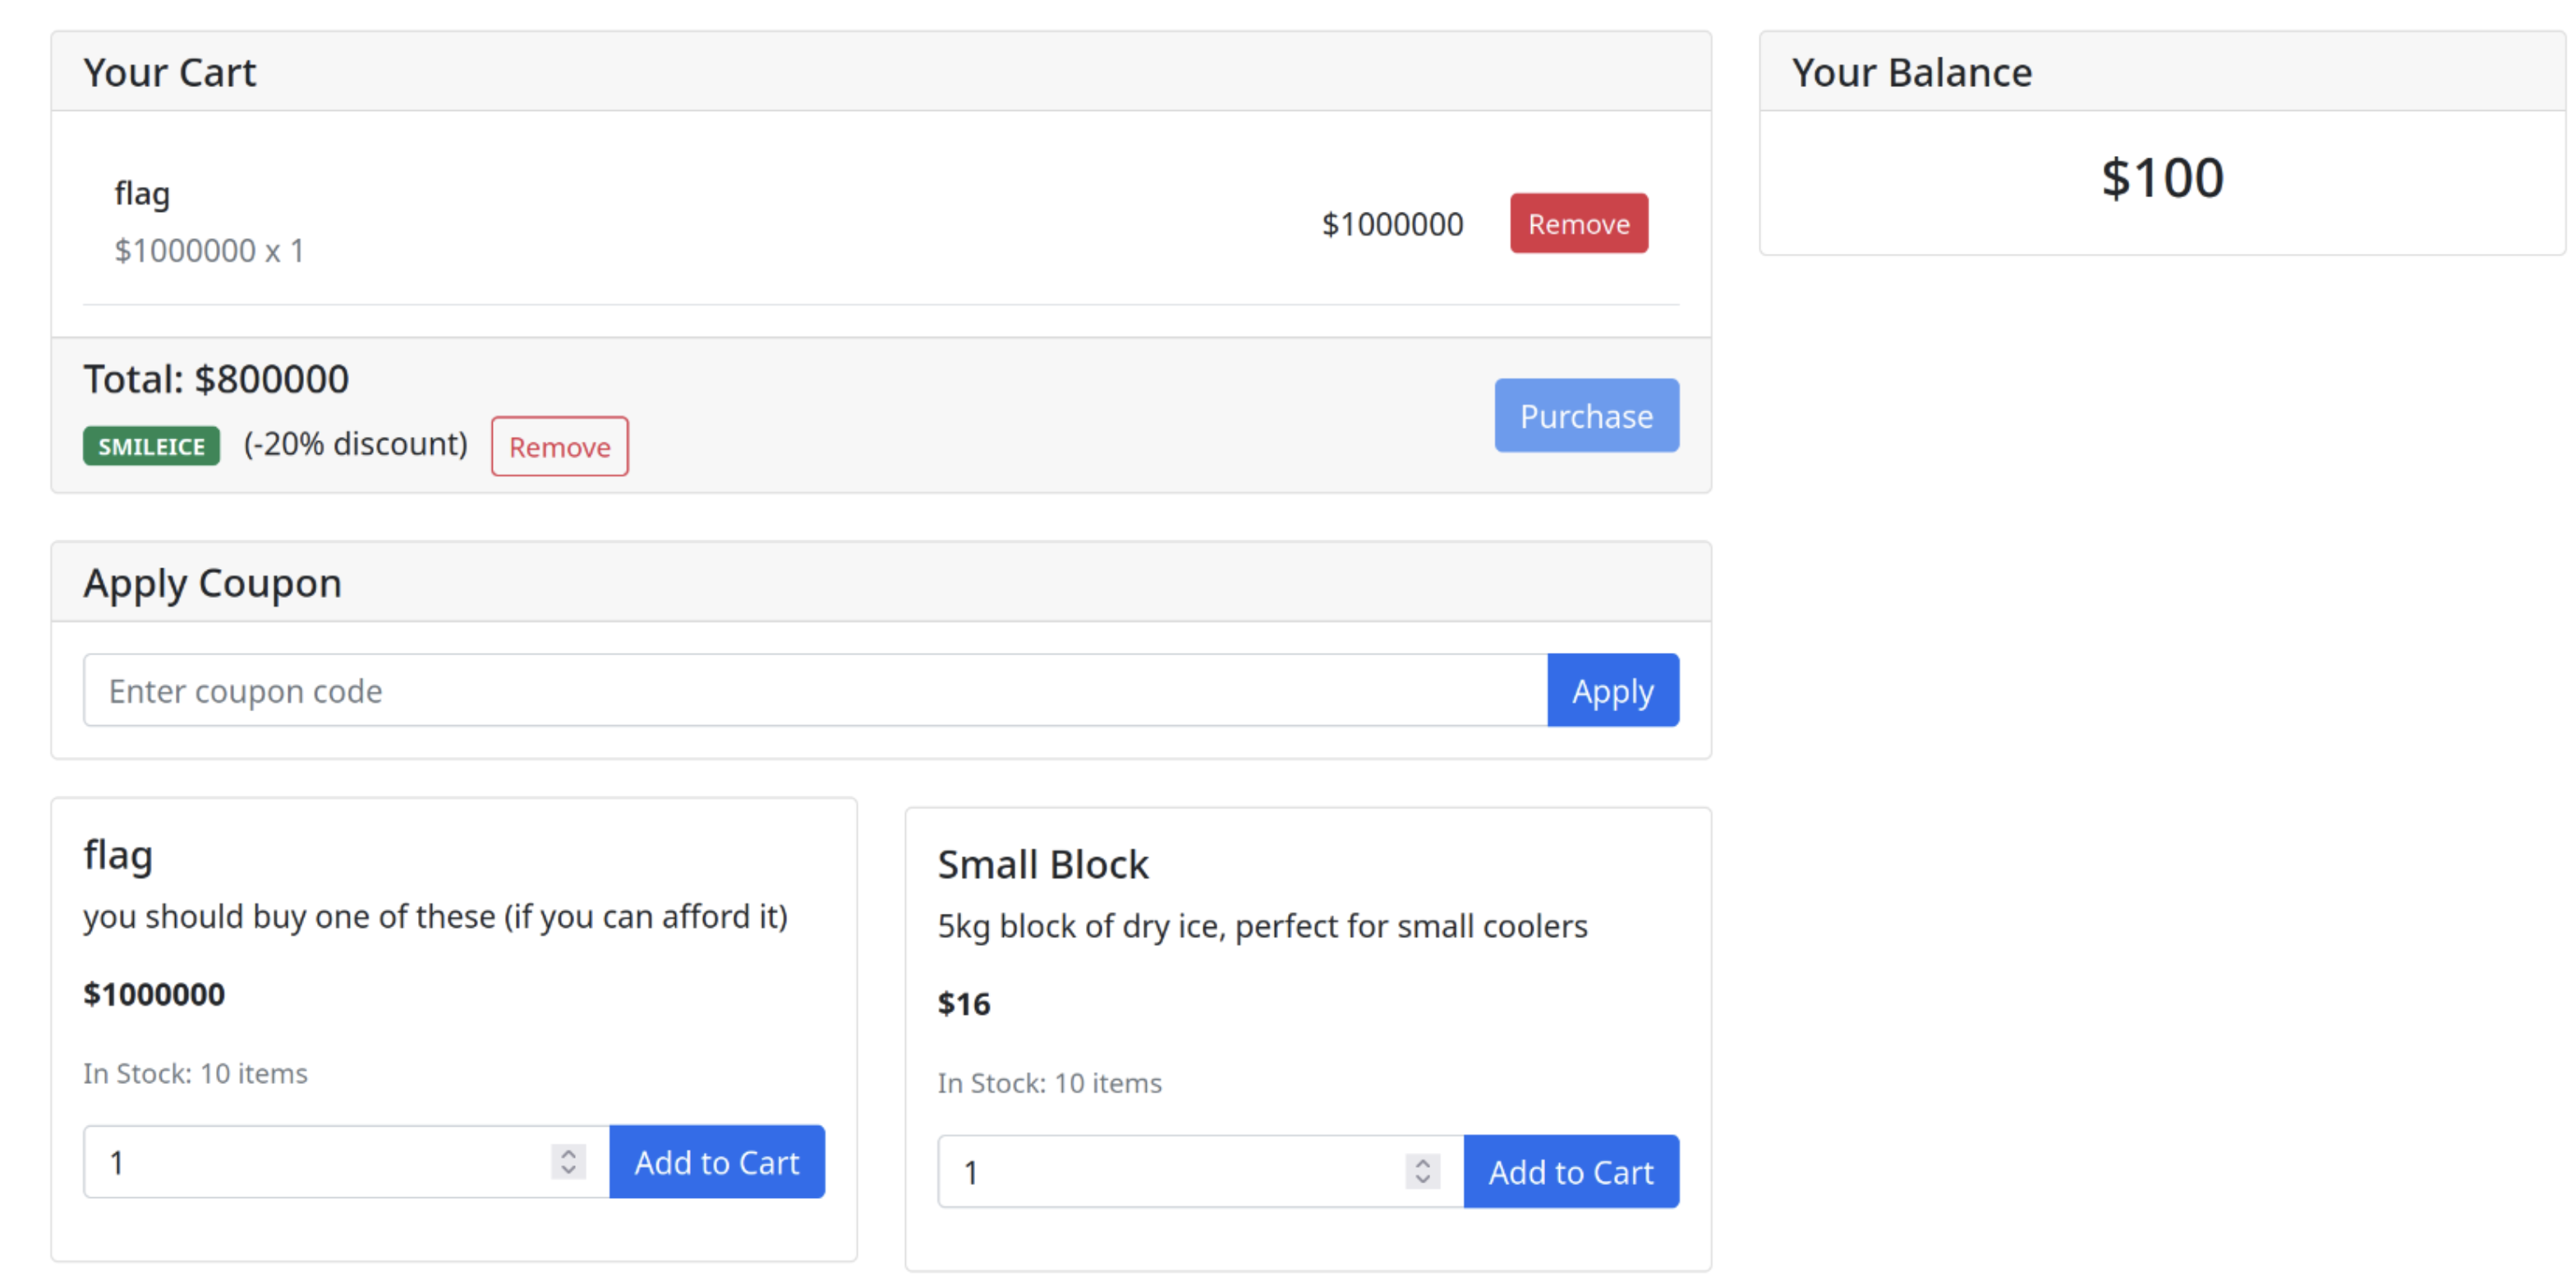 Your Cart
flag
$1000000 x 1
$1000000
Remove
Total: $800000
SMILEICE (-20% discount) Remove
Purchase
Your Balance
$100
Apply Coupon
Enter coupon code
Apply
flag
you should buy one of these (if you can afford it)
$1000000
In Stock: 10 items
1
Add to Cart
Small Block
5kg block of dry ice, perfect for small coolers
$16
In Stock: 10 items
1
Add to Cart